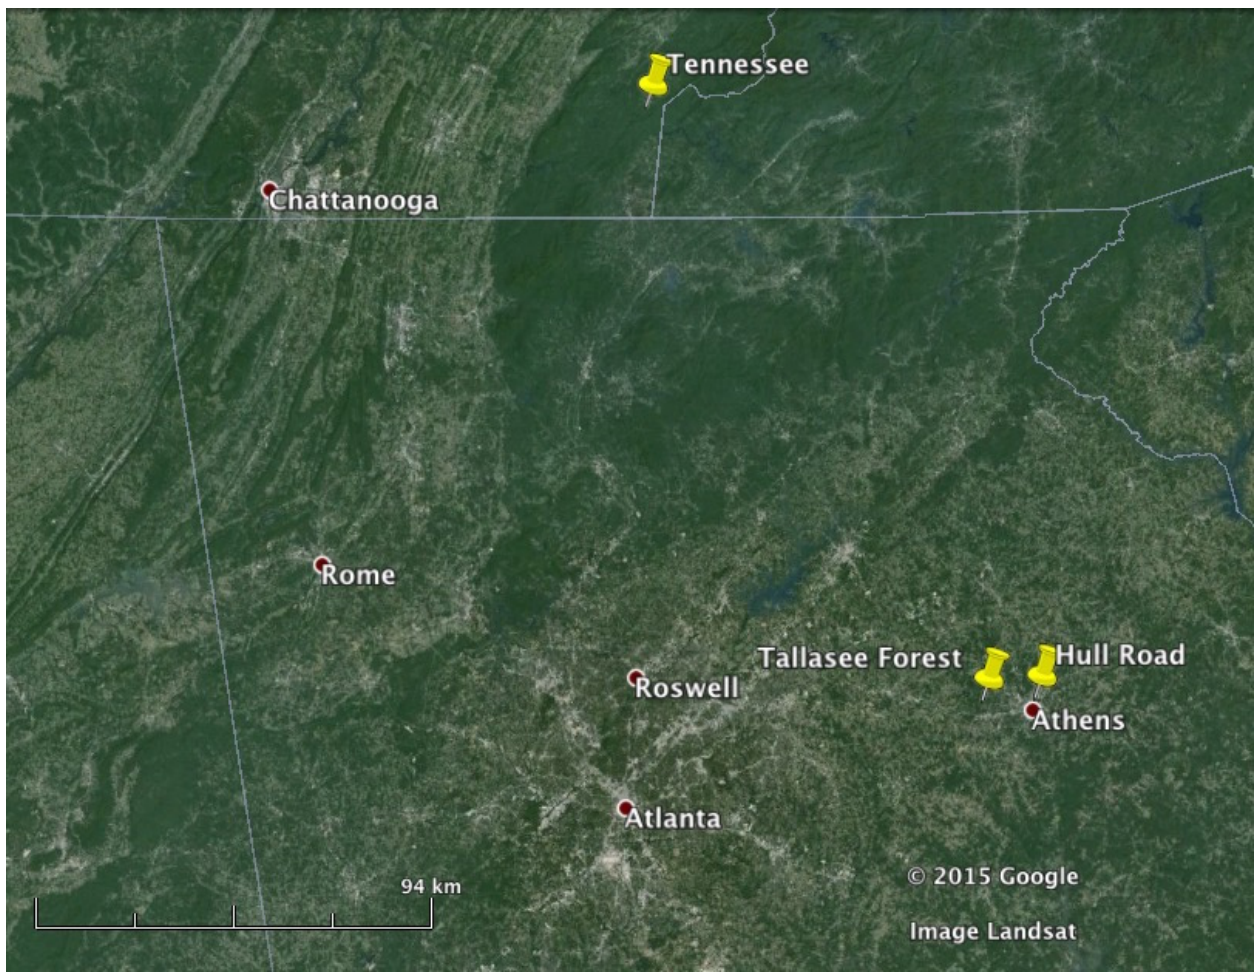 Tennessee
Chattanooga
Rome
Tallasee Forest
Hull Road
Roswell
Athens
Atlanta
94 km
© 2015 Google
Image Landsat